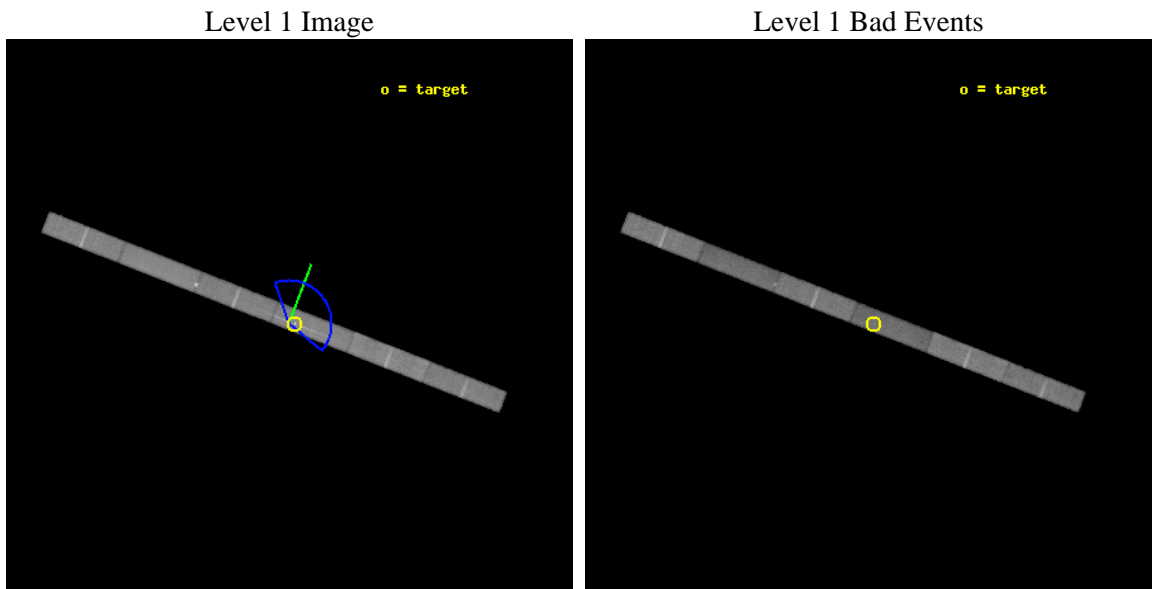 Level 1 Image
Level 1 Bad Events
o = target
o = target